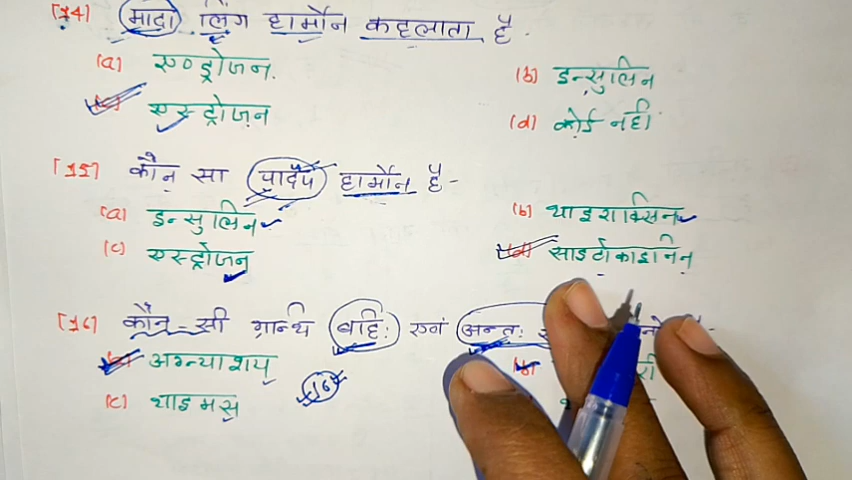 [14] मादा लिंग हार्मोन कहलाता है -
(a) एण्ड्रोजन
(b) इन्सुलिन
एस्ट्रोजन
(d) कोई नहीं
[15] कौन सा पादप हार्मोन है -
(a) इन्सुलिन
(b) थाइराक्सिन
(c) एस्ट्रोजन
(d) साइटोकाइनिन
[16] कौन-सी ग्रन्थि बहिः एवं अन्तः
अग्न्याशय
(b)
(c) थाइमस
16